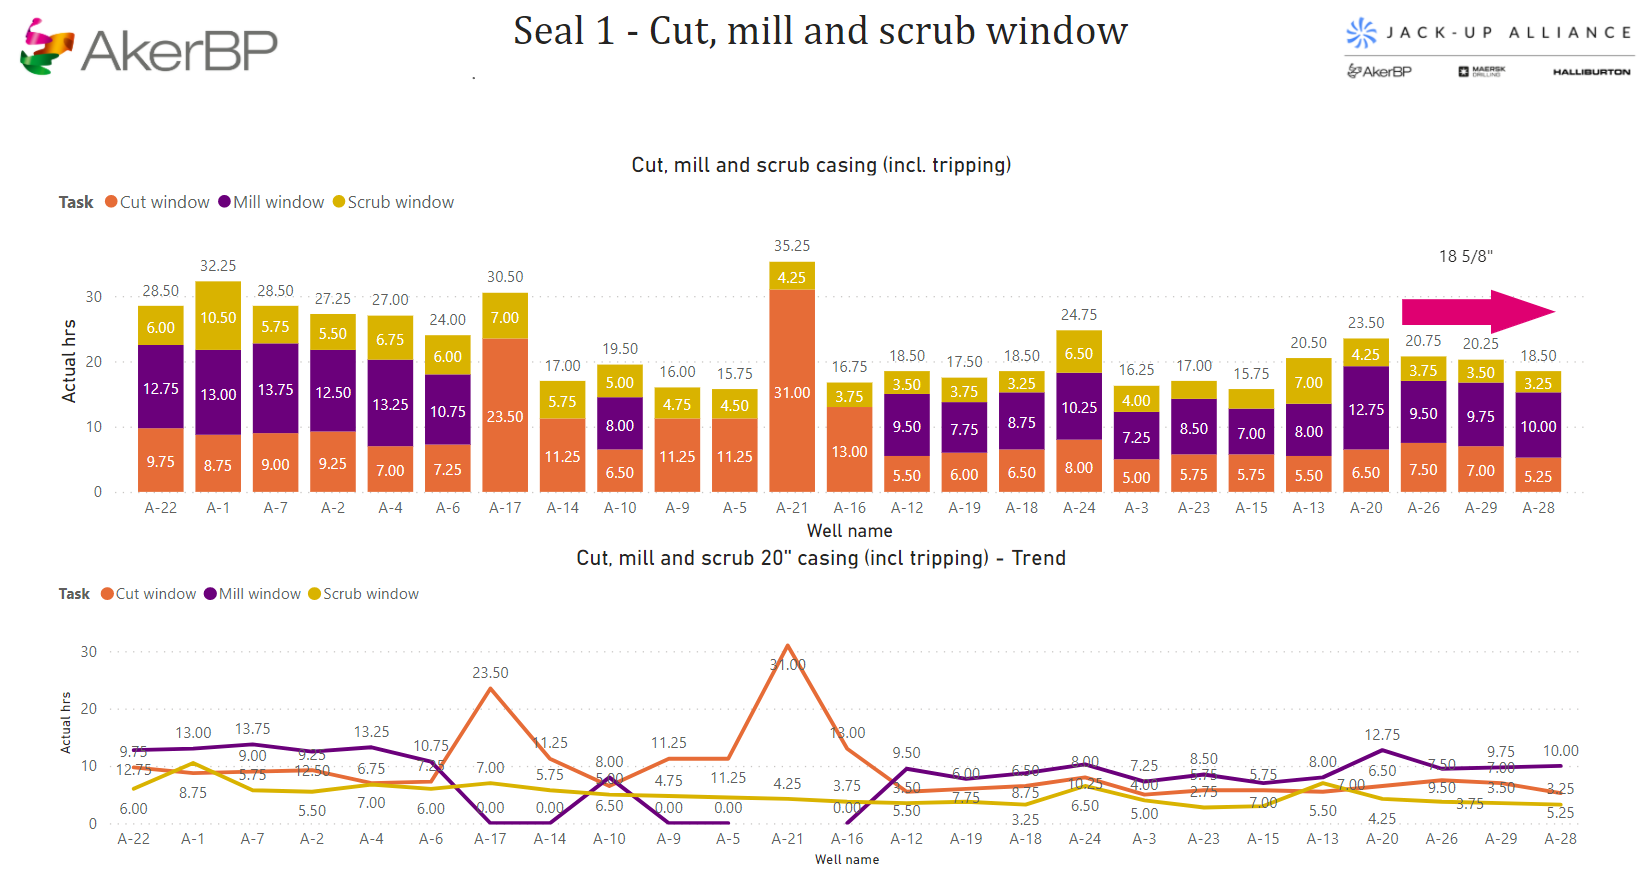 AkerBP
Seal 1 - Cut, mill and scrub window
JACK-UP ALLIANCE
AkerBP MAERSK DRILLING HALLIBURTON
.
Cut, mill and scrub casing (incl. tripping)
Task Cut window Mill window Scrub window
Actual hrs
30
20
10
0
28.50 32.25 28.50 27.25 27.00 24.00 30.50 17.00 19.50 16.00 15.75 35.25 16.75 18.50 17.50 18.50 24.75 16.25 17.00 15.75 20.50 23.50 20.75 20.25 18.50
18 5/8"
6.00 10.50 5.75 5.50 6.75 6.00 7.00 5.75 5.00 4.75 4.50 4.25 3.75 3.50 3.75 3.25 6.50 4.00 7.00 4.25 3.75 3.50 3.25
12.75 13.00 13.75 12.50 13.25 10.75 8.00 9.50 7.75 8.75 10.25 7.25 8.50 7.00 8.00 12.75 9.50 9.75 10.00
9.75 8.75 9.00 9.25 7.00 7.25 23.50 11.25 6.50 11.25 11.25 31.00 13.00 5.50 6.00 6.50 8.00 5.00 5.75 5.75 5.50 6.50 7.50 7.00 5.25
A-22 A-1 A-7 A-2 A-4 A-6 A-17 A-14 A-10 A-9 A-5 A-21 A-16 A-12 A-19 A-18 A-24 A-3 A-23 A-15 A-13 A-20 A-26 A-29 A-28
Well name
Cut, mill and scrub 20" casing (incl tripping) - Trend
Task Cut window Mill window Scrub window
Actual hrs
30
20
10
0
9.75 13.00 13.75 9.25 13.25 10.75 23.50 11.25 8.00 11.25 31.00 13.00 9.50 6.00 6.50 8.00 7.25 8.50 5.75 8.00 12.75 7.50 9.75 10.00
12.75 9.00 12.50 6.75 7.25 7.00 5.75 5.00 4.75 11.25 4.25 3.75 3.50 7.75 8.75 10.25 4.00 5.75 7.00 7.00 6.50 9.50 7.00 3.25
6.00 8.75 5.75 5.50 7.00 6.00 0.00 0.00 6.50 0.00 0.00 0.00 5.50 3.25 6.50 5.00 2.75 5.50 4.25 3.75 3.50 5.25
A-22 A-1 A-7 A-2 A-4 A-6 A-17 A-14 A-10 A-9 A-5 A-21 A-16 A-12 A-19 A-18 A-24 A-3 A-23 A-15 A-13 A-20 A-26 A-29 A-28
Well name